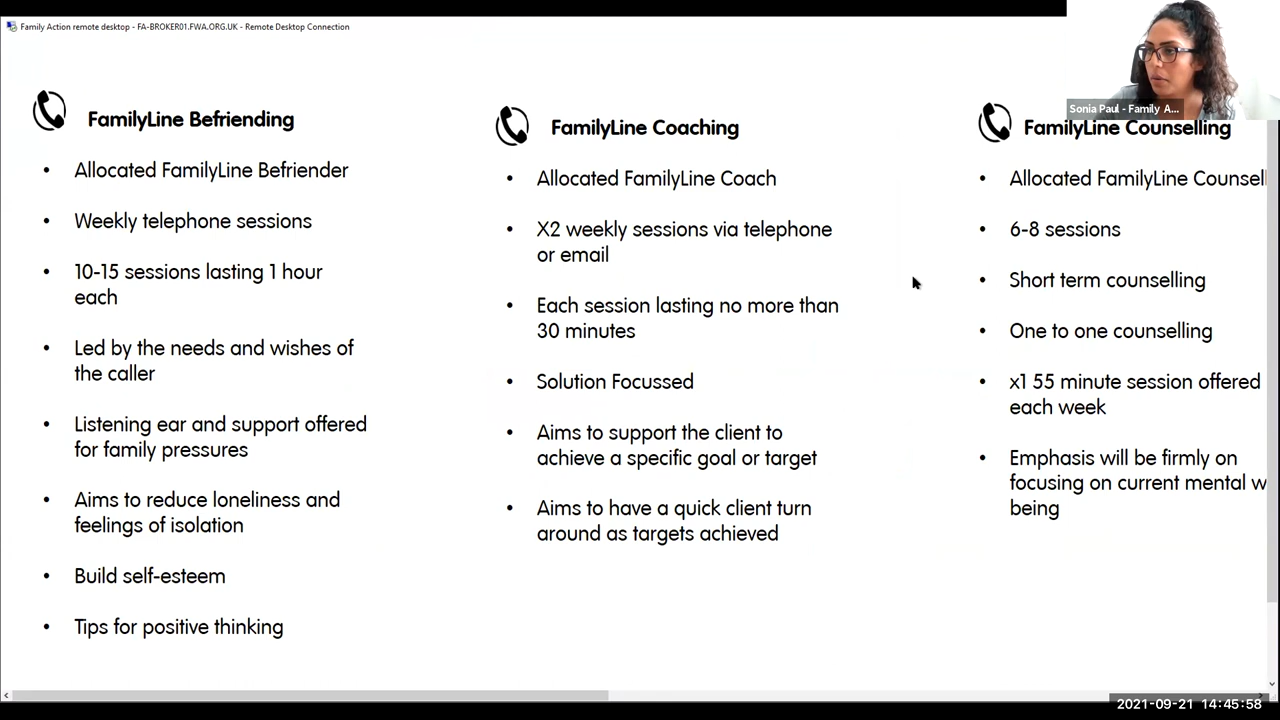 Family Action remote desktop - FA-BROKER01.FWA.ORG.UK - Remote Desktop Connection
Sonia Paul - Family A...
FamilyLine Befriending
• Allocated FamilyLine Befriender
• Weekly telephone sessions
• 10-15 sessions lasting 1 hour
each
• Led by the needs and wishes of
the caller
• Listening ear and support offered
for family pressures
• Aims to reduce loneliness and
feelings of isolation
• Build self-esteem
• Tips for positive thinking
FamilyLine Coaching
• Allocated FamilyLine Coach
• X2 weekly sessions via telephone
or email
• Each session lasting no more than
30 minutes
• Solution Focussed
• Aims to support the client to
achieve a specific goal or target
• Aims to have a quick client turn
around as targets achieved
FamilyLine Counselling
• Allocated FamilyLine Counsel
• 6-8 sessions
• Short term counselling
• One to one counselling
• x1 55 minute session offered
each week
• Emphasis will be firmly on
focusing on current mental w
being
2021-09-21 14:45:58